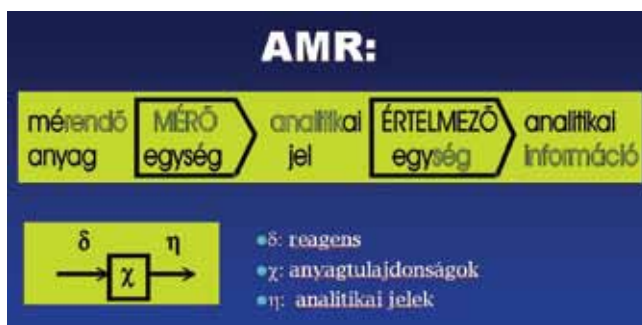 AMR:
mérendő MÉRŐ analitikai ÉRTELMEZŐ analitikai
anyag egység jel egység információ
δ η
χ
δ: reagens
χ: anyagtulajdonságok
η: analitikai jelek